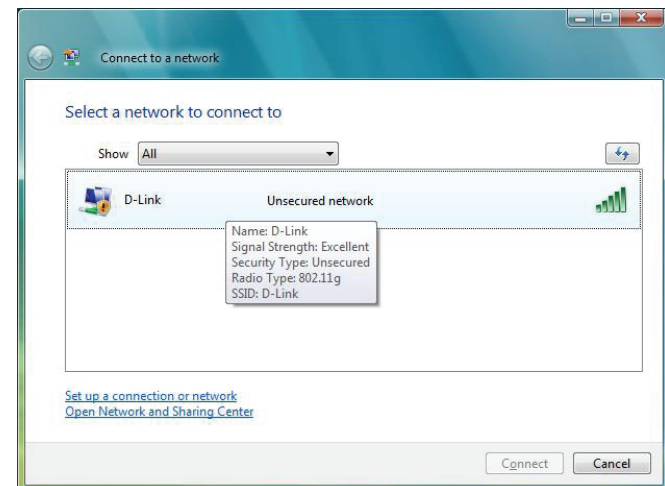 Connect to a network
Select a network to connect to
Show All
D-Link Unsecured network
Name: D-Link
Signal Strength: Excellent
Security Type: Unsecured
Radio Type: 802.11g
SSID: D-Link
Set up a connection or network
Open Network and Sharing Center
Connect Cancel